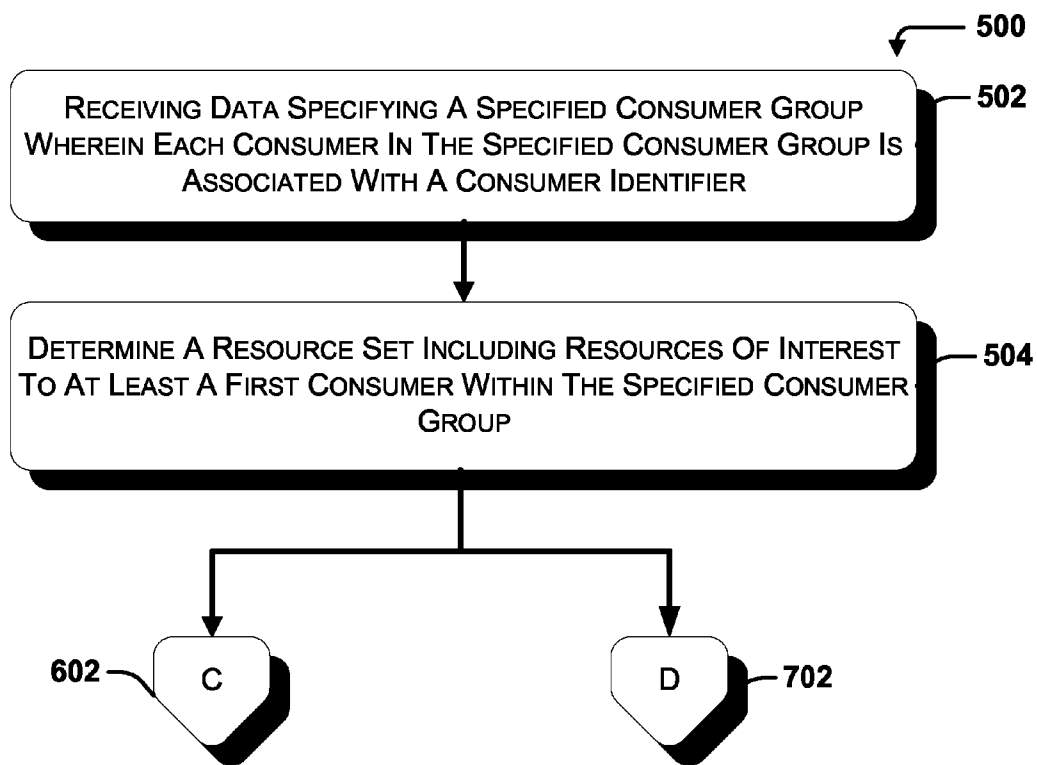 500
RECEIVING DATA SPECIFYING A SPECIFIED CONSUMER GROUP
WHEREIN EACH CONSUMER IN THE SPECIFIED CONSUMER GROUP IS
ASSOCIATED WITH A CONSUMER IDENTIFIER
502
DETERMINE A RESOURCE SET INCLUDING RESOURCES OF INTEREST
TO AT LEAST A FIRST CONSUMER WITHIN THE SPECIFIED CONSUMER
GROUP
504
602
C
D
702